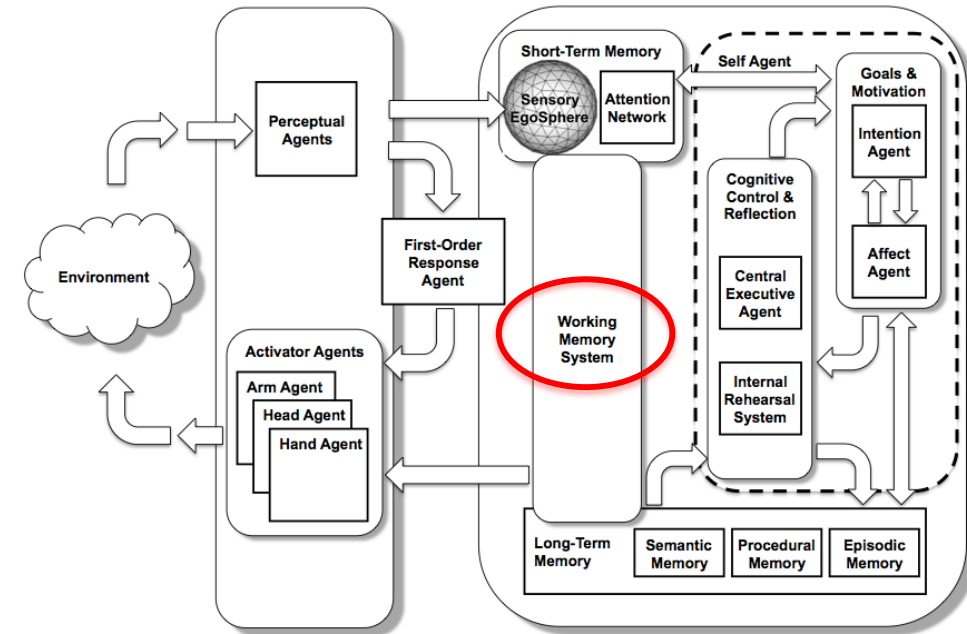 Short-Term Memory
Sensory
EgoSphere
Attention
Network
Self Agent
Goals &
Motivation
Intention
Agent
Affect
Agent
Perceptual
Agents
Cognitive
Control &
Reflection
Central
Executive
Agent
Internal
Rehearsal
System
First-Order
Response
Agent
Environment
Working
Memory
System
Activator Agents
Arm Agent
Head Agent
Hand Agent
Long-Term
Memory
Semantic
Memory
Procedural
Memory
Episodic
Memory